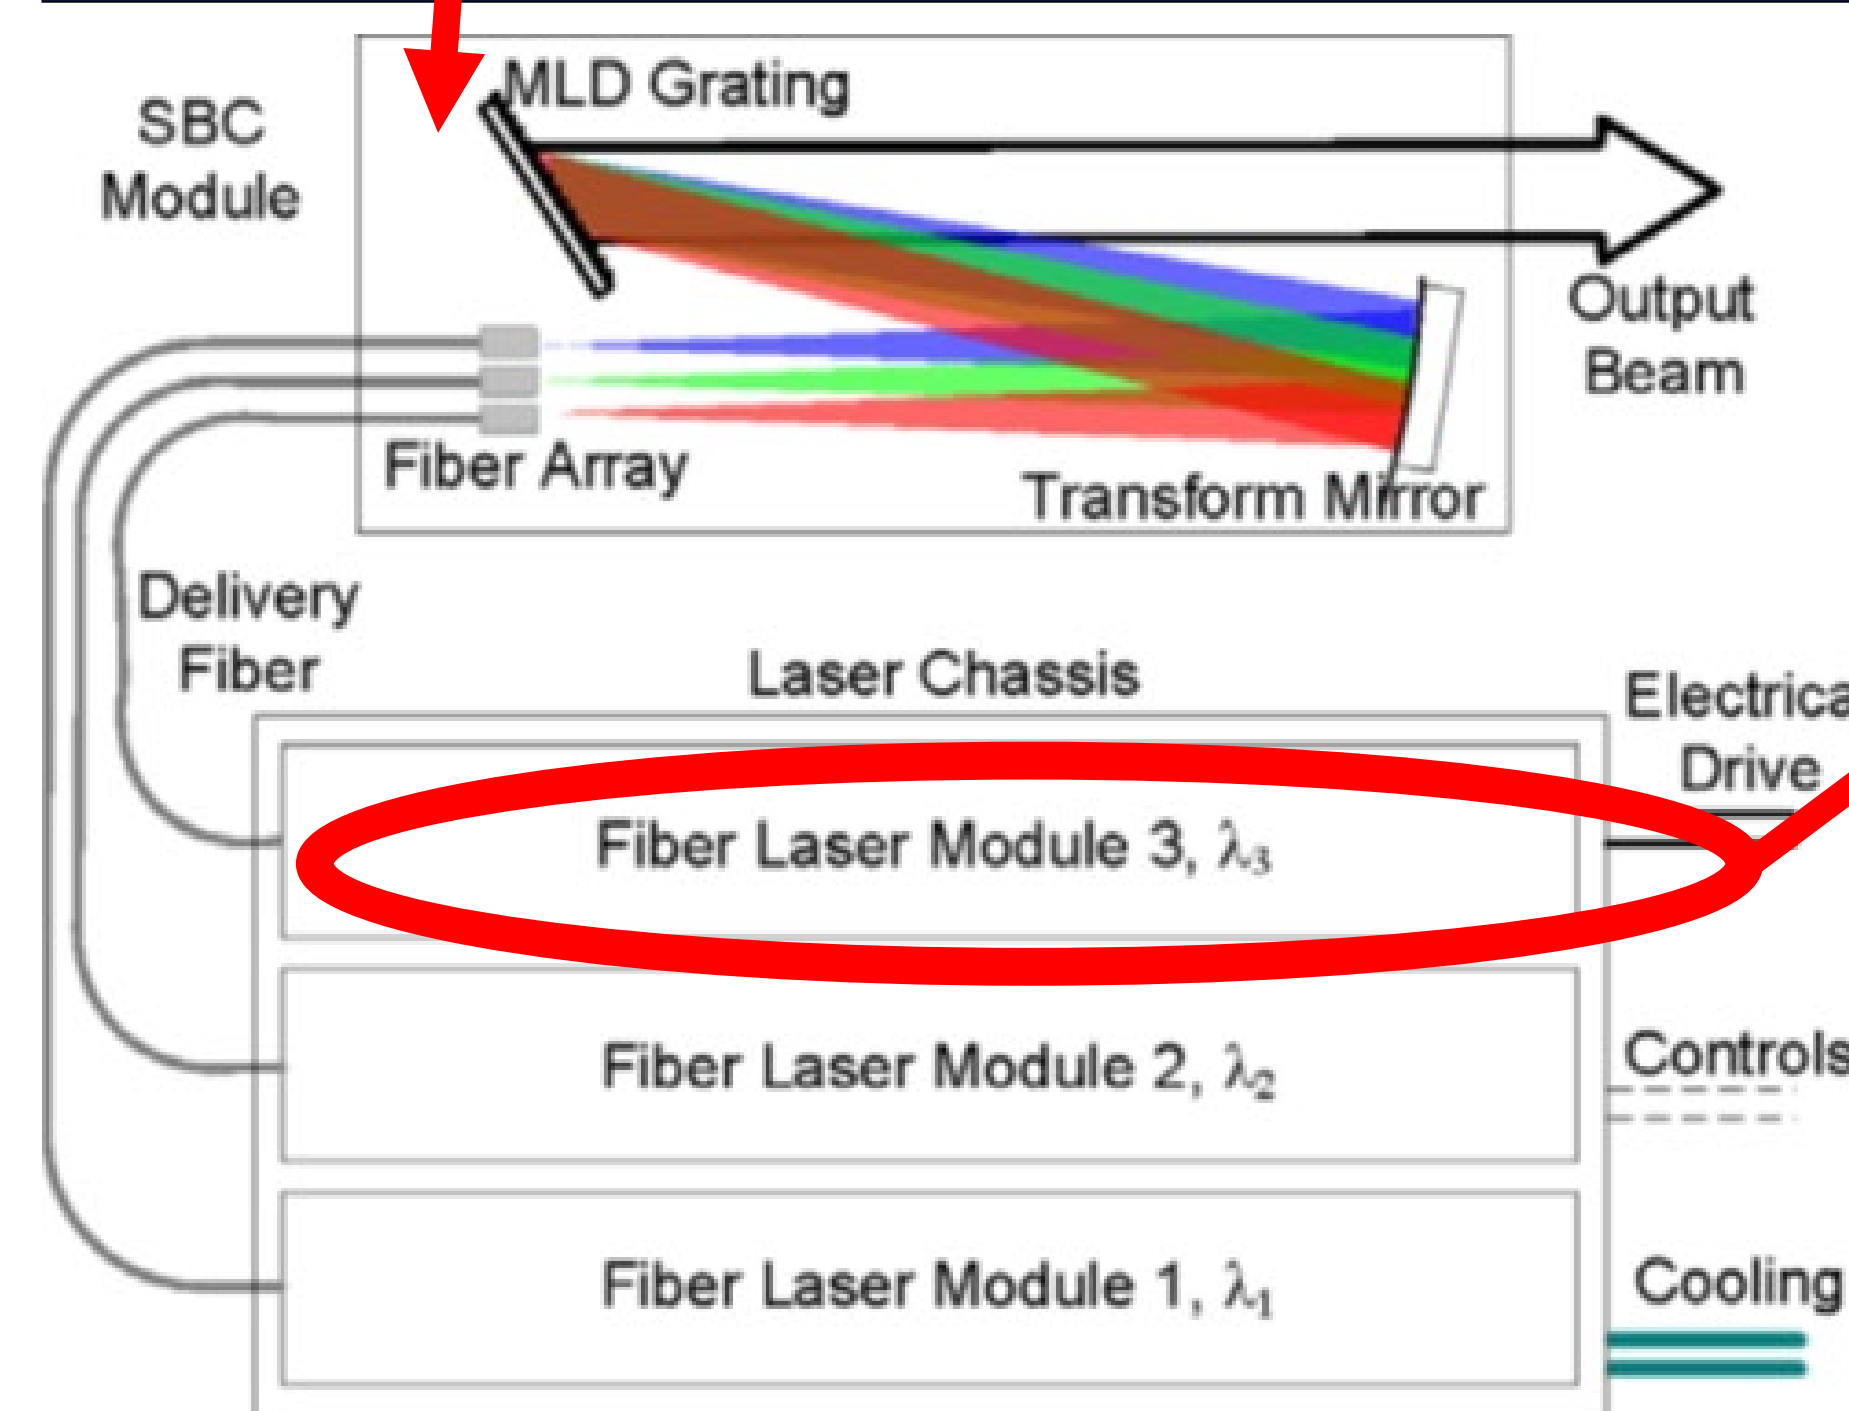 MLD Grating
SBC
Module
Output
Beam
Fiber Array
Transform Mirror
Delivery
Fiber
Laser Chassis
Electrica
Drive
Fiber Laser Module 3, λ₃
Fiber Laser Module 2, λ₂
Controls
Fiber Laser Module 1, λ₁
Cooling